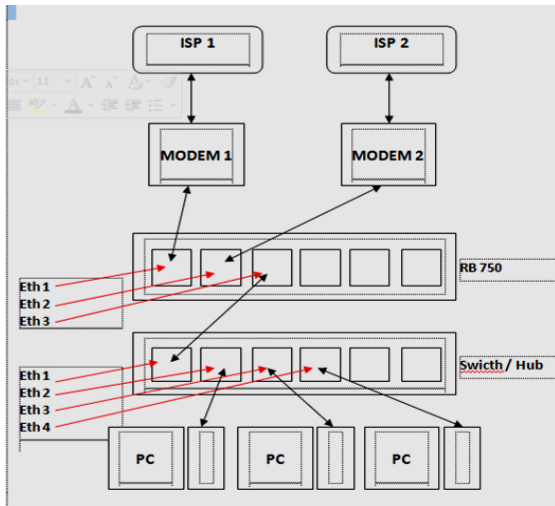 ISP 1
ISP 2
11
MODEM 1
MODEM 2
RB 750
Eth 1
Eth 2
Eth 3
Swicth / Hub
Eth 1
Eth 2
Eth 3
Eth 4
PC
PC
PC